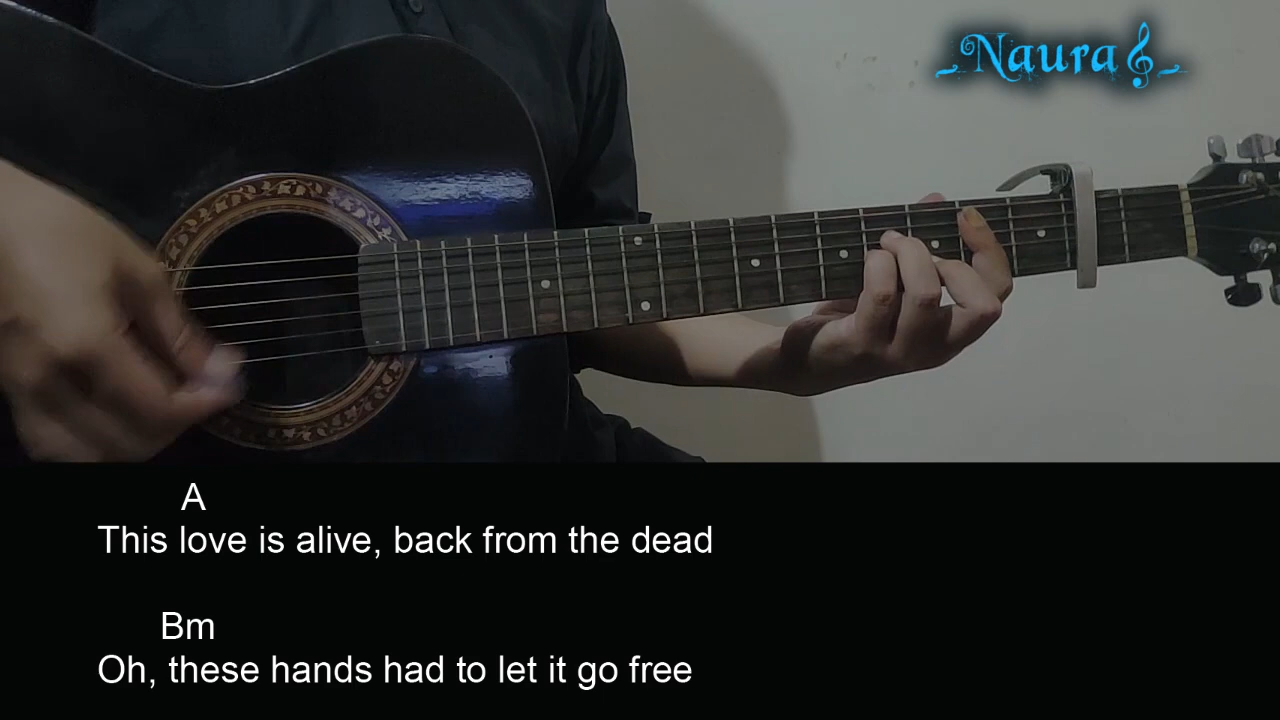 Naura
A
This love is alive, back from the dead
Bm
Oh, these hands had to let it go free